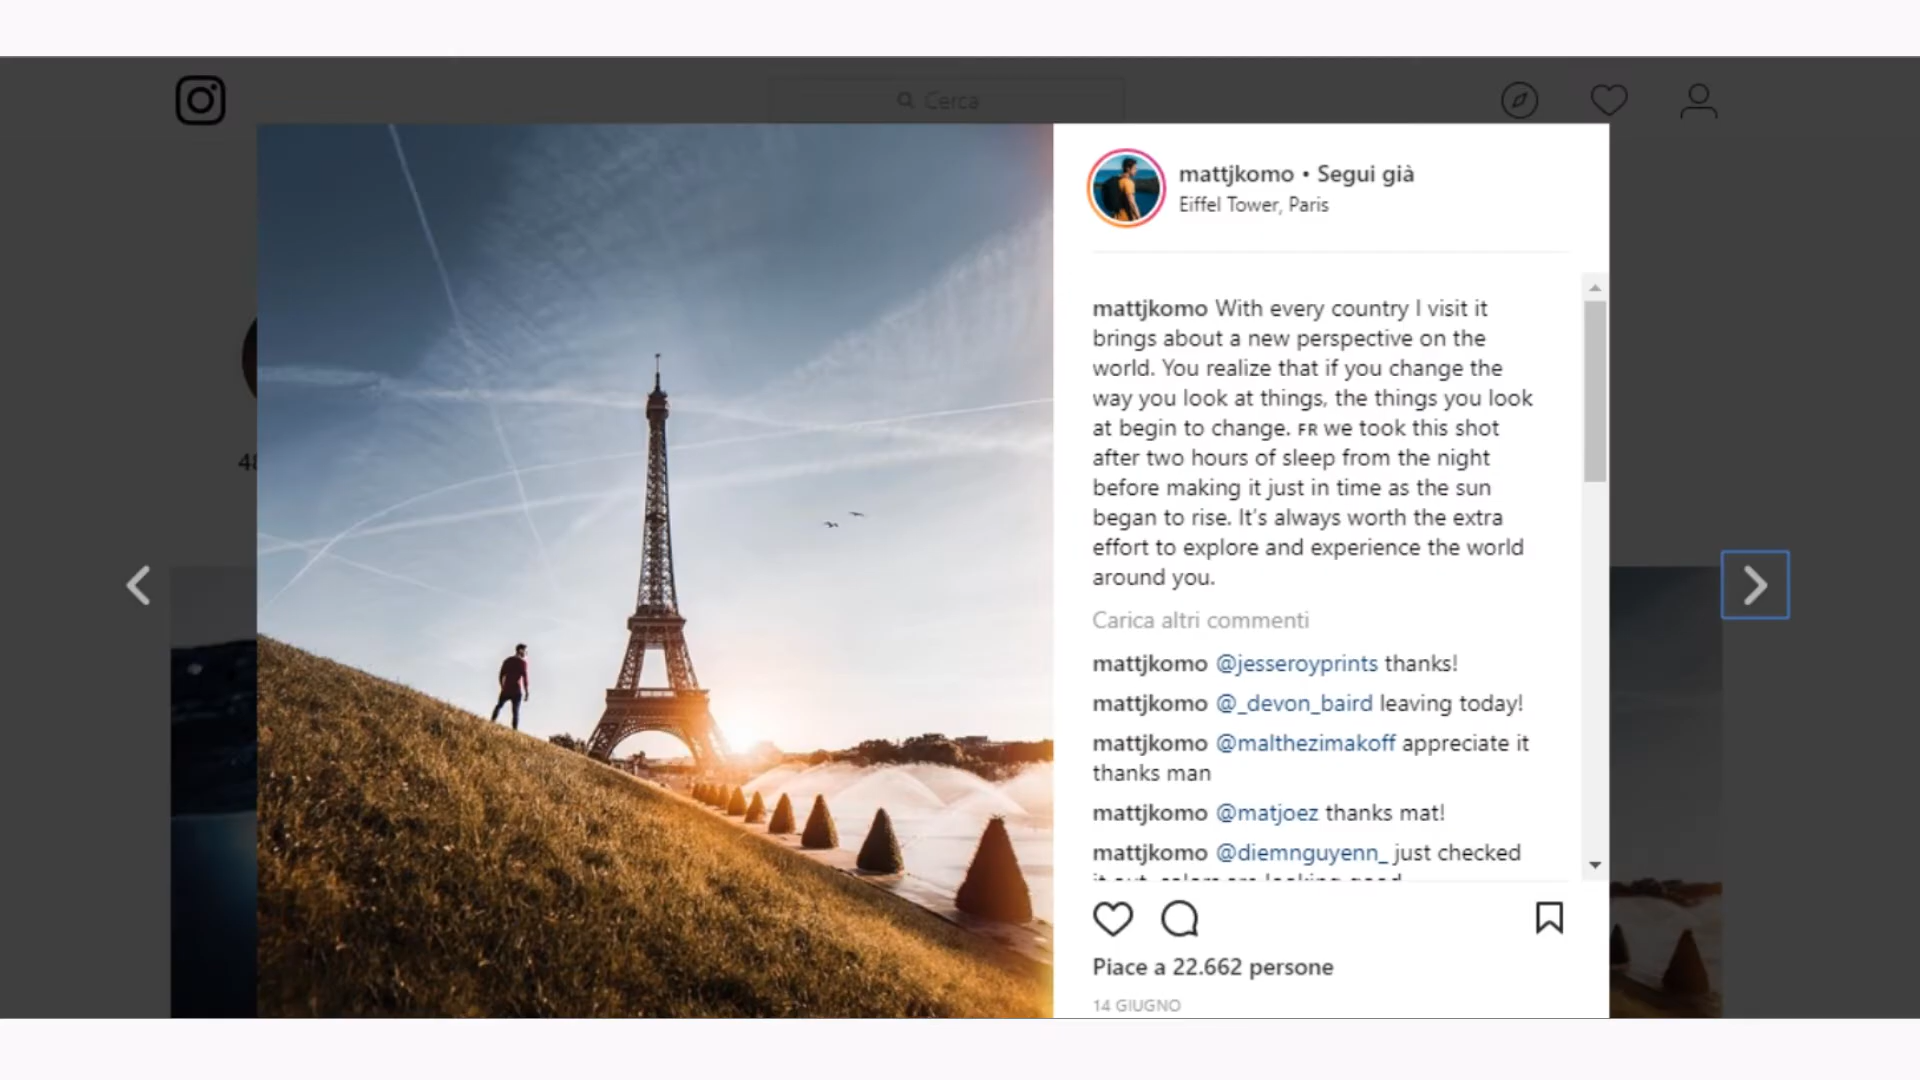 Cerca
mattjkomo • Segui già
Eiffel Tower, Paris
mattjkomo With every country I visit it
brings about a new perspective on the
world. You realize that if you change the
way you look at things, the things you look
at begin to change. FR we took this shot
after two hours of sleep from the night
before making it just in time as the sun
began to rise. It's always worth the extra
effort to explore and experience the world
around you.
Carica altri commenti
mattjkomo @jesseroyprints thanks!
mattjkomo @_devon_baird leaving today!
mattjkomo @malthezimakoff appreciate it
thanks man
mattjkomo @matjoez thanks mat!
mattjkomo @diemnguyenn_ just checked
Piace a 22.662 persone
14 GIUGNO